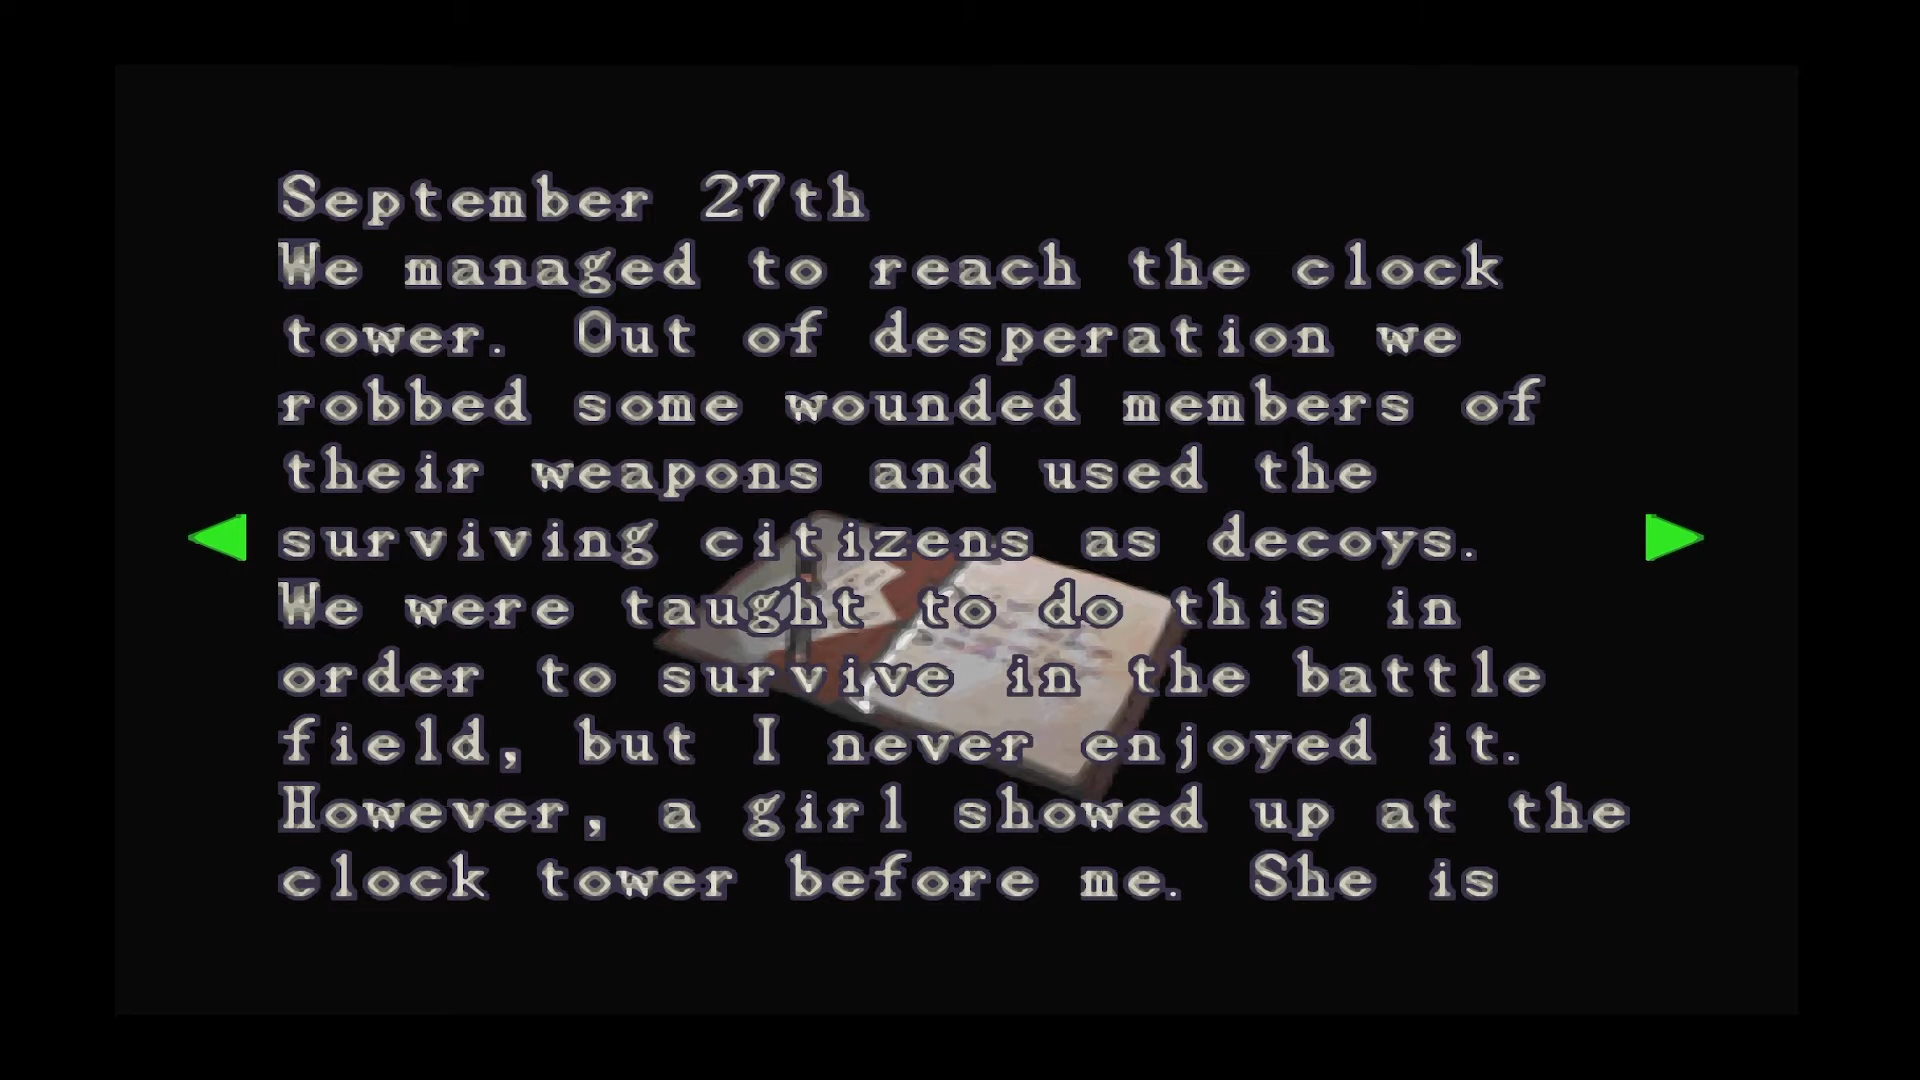 September 27th
We managed to reach the clock
tower. Out of desperation we
robbed some wounded members of
their weapons and used the
surviving citizens as decoys.
We were taught to do this in
order to survive in the battle
field, but I never enjoyed it.
However, a girl showed up at the
clock tower before me. She is